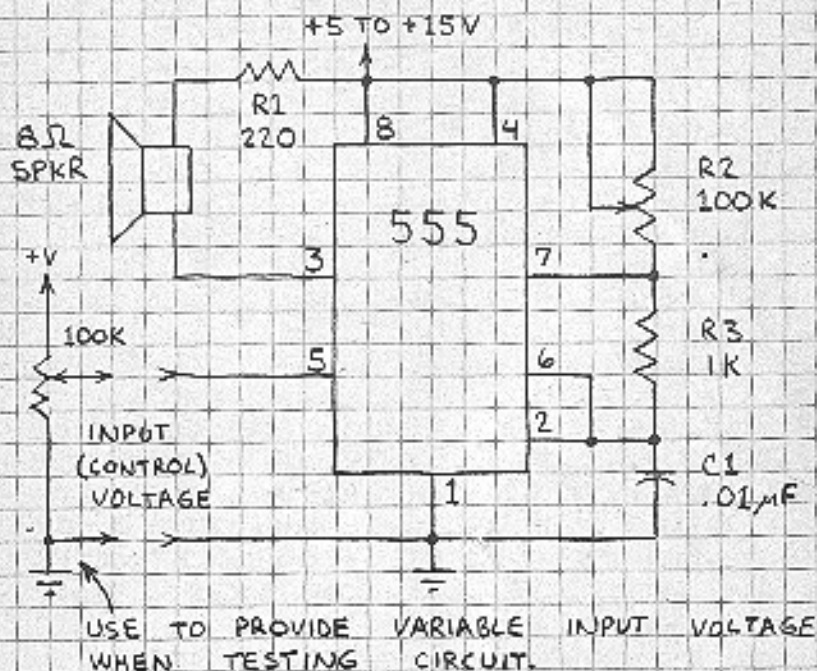 +5 TO +15V
R1
220
8Ω
SPKR
8
4
R2
100K
555
+V
3
7
100K
5
6
R3
1K
2
INPUT
(CONTROL)
VOLTAGE
1
C1
.01µF
USE TO PROVIDE VARIABLE INPUT VOLTAGE
WHEN TESTING CIRCUIT.